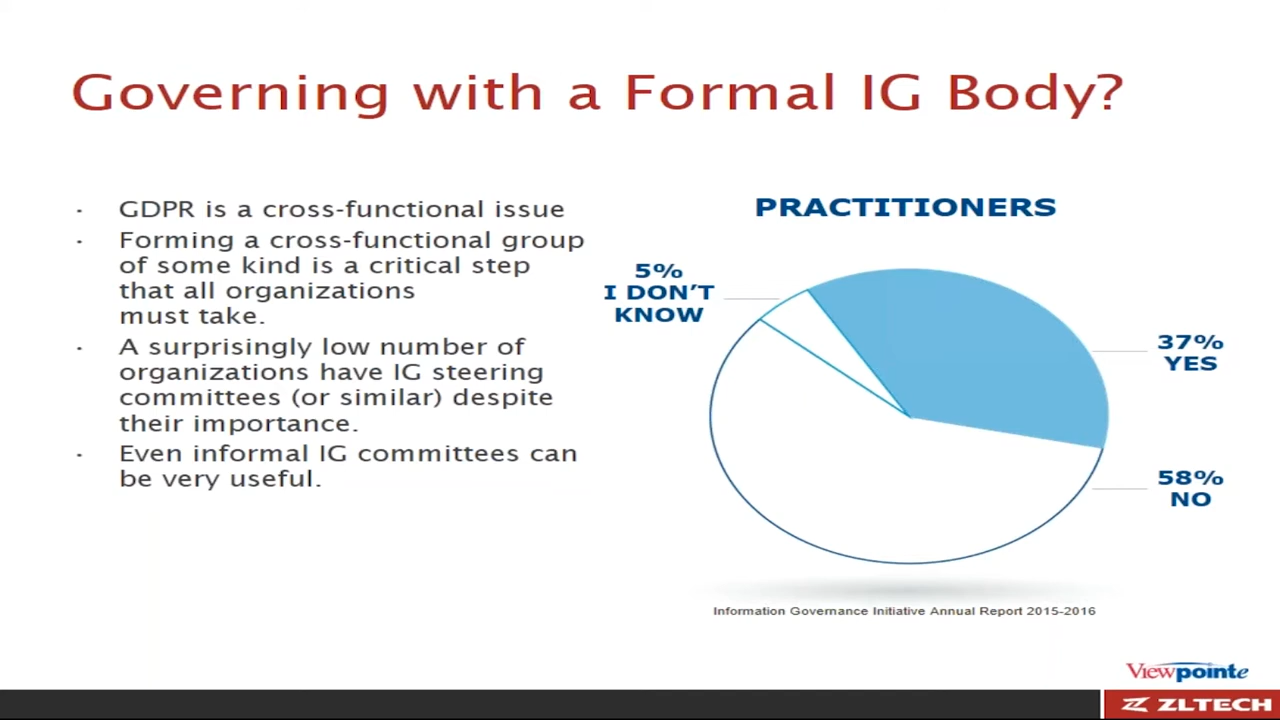 Governing with a Formal IG Body?
· GDPR is a cross-functional issue
· Forming a cross-functional group
of some kind is a critical step
that all organizations
must take.
· A surprisingly low number of
organizations have IG steering
committees (or similar) despite
their importance.
· Even informal IG committees can
be very useful.
PRACTITIONERS
5%
I DON'T
KNOW
37%
YES
58%
NO
Information Governance Initiative Annual Report 2015-2016
Viewpointe
ZLTECH